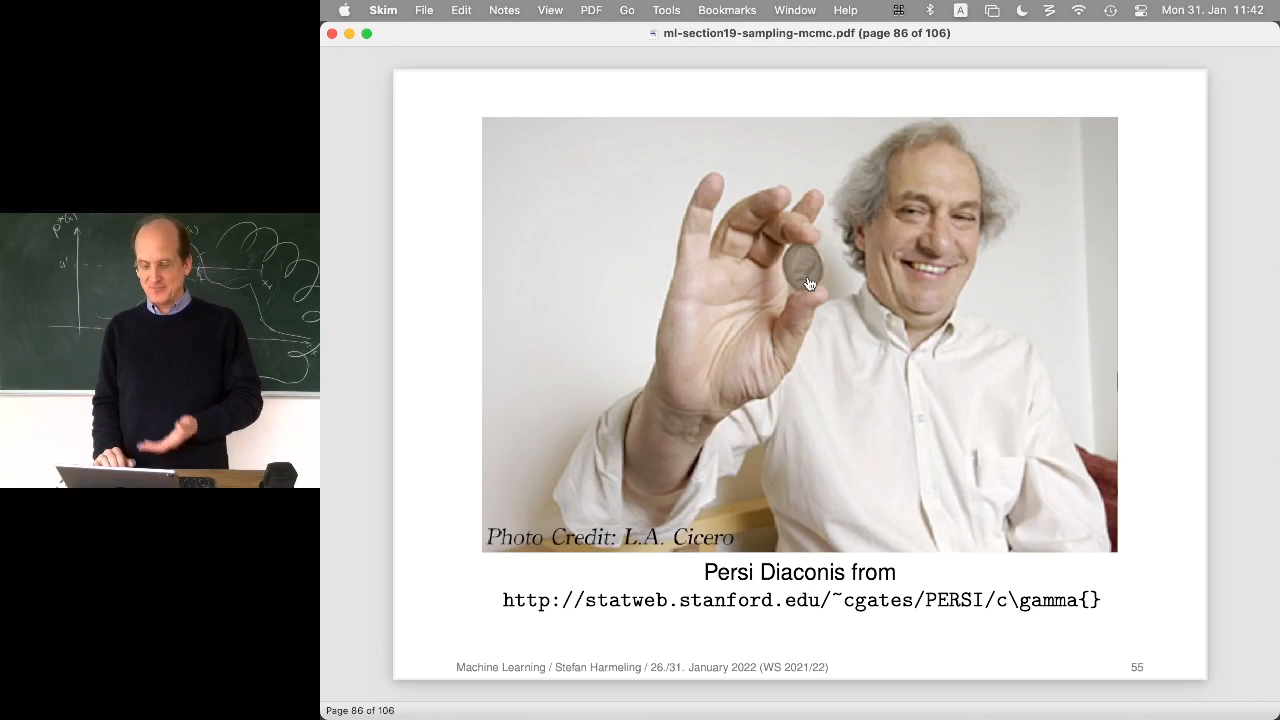 Skim File Edit Notes View PDF Go Tools Bookmarks Window Help A Mon 31. Jan 11:42
ml-section19-sampling-mcmc.pdf (page 86 of 106)
Photo Credit: L.A. Cicero
Persi Diaconis from
http://statweb.stanford.edu/~cgates/PERSI/c\gamma{}
Machine Learning / Stefan Harmeling / 26./31. January 2022 (WS 2021/22) 55
Page 86 of 106